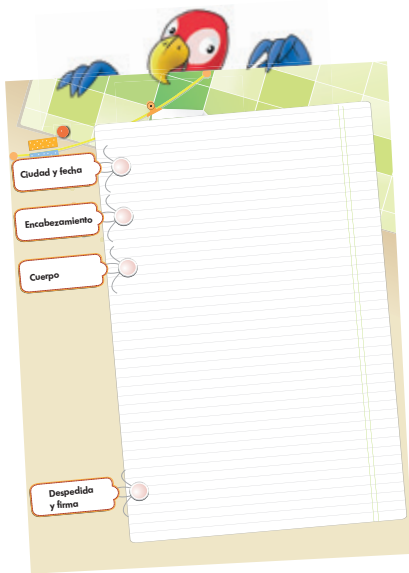 Ciudad y fecha
Encabezamiento
Cuerpo
Despedida
y firma